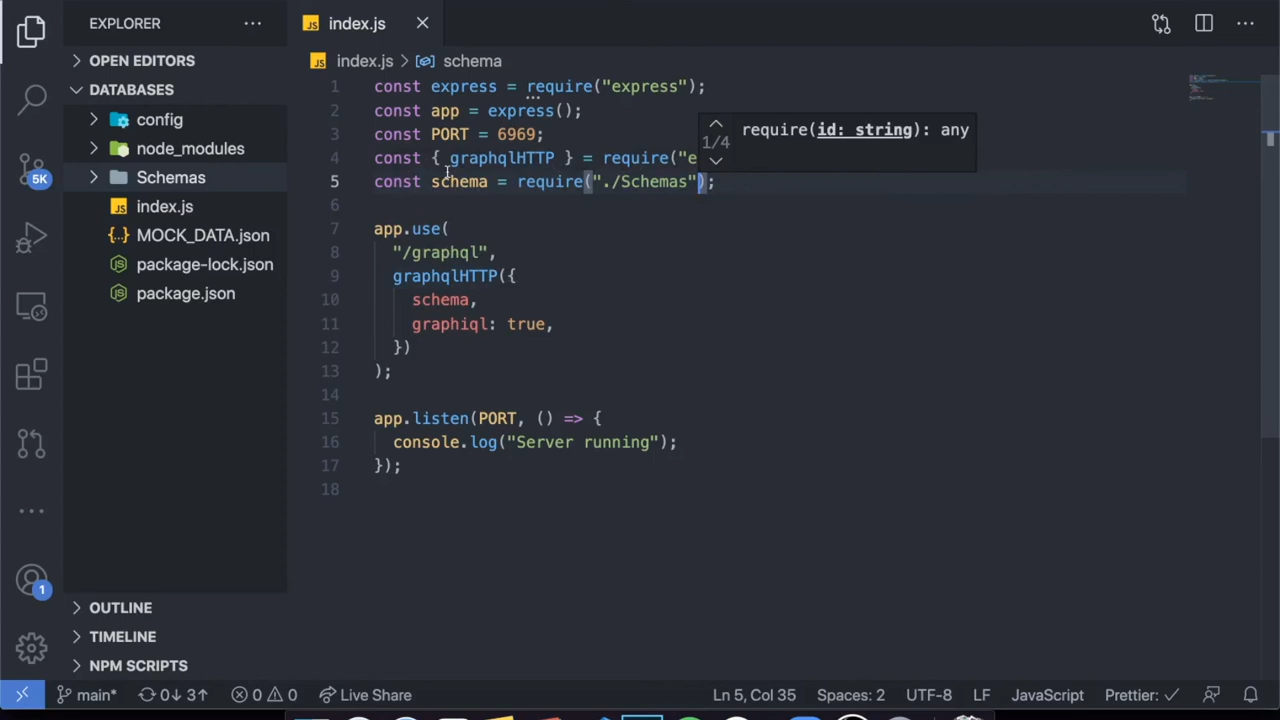 EXPLORER
OPEN EDITORS
DATABASES
config
node_modules
Schemas
index.js
MOCK_DATA.json
package-lock.json
package.json
OUTLINE
TIMELINE
NPM SCRIPTS
5K
1
index.js
index.js > schema
1 const express = require("express");
2 const app = express();
3 const PORT = 6969;
4 const { graphqlHTTP } = require("e
5 const schema = require("./Schemas");
6
7 app.use(
8 "/graphql",
9 graphqlHTTP({
10 schema,
11 graphiql: true,
12 })
13 );
14
15 app.listen(PORT, () => {
16 console.log("Server running");
17 });
18
1/4 require(id: string): any
main* 0↓ 3↑ 0 0 Live Share Ln 5, Col 35 Spaces: 2 UTF-8 LF JavaScript Prettier: ✓